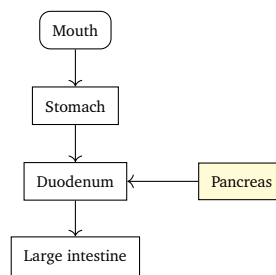 Mouth
Stomach
Duodenum
Pancreas
Large intestine